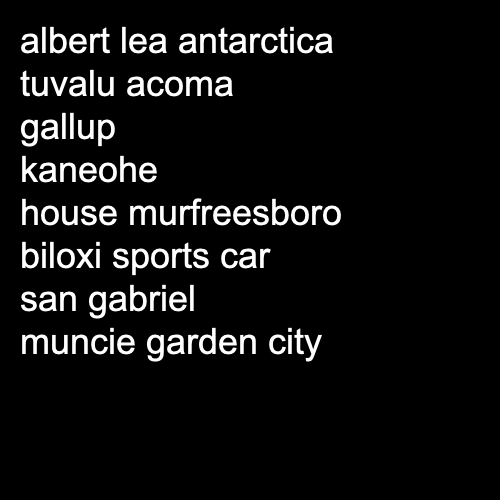 albert lea antarctica
tuvalu acoma
gallup
kaneohe
house murfreesboro
biloxi sports car
san gabriel
muncie garden city